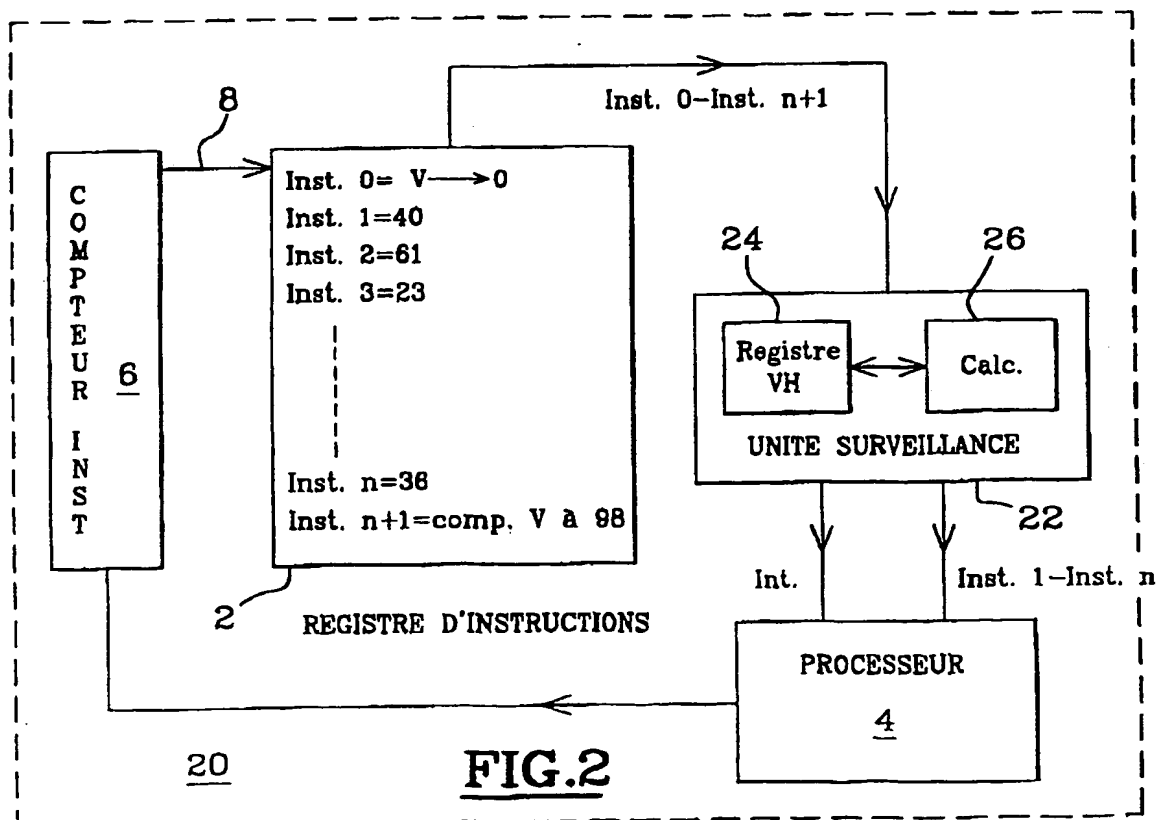 8
Inst. 0-Inst. n+1
COMPTEUR INST
6
Inst. 0= V→0
Inst. 1=40
Inst. 2=61
Inst. 3=23
Inst. n=36
Inst. n+1=comp. V à 98
2
REGISTRE D'INSTRUCTIONS
24
26
Registre
VH
Calc.
UNITE SURVEILLANCE
22
Int.
Inst. 1-Inst. n
PROCESSEUR
4
20
FIG.2